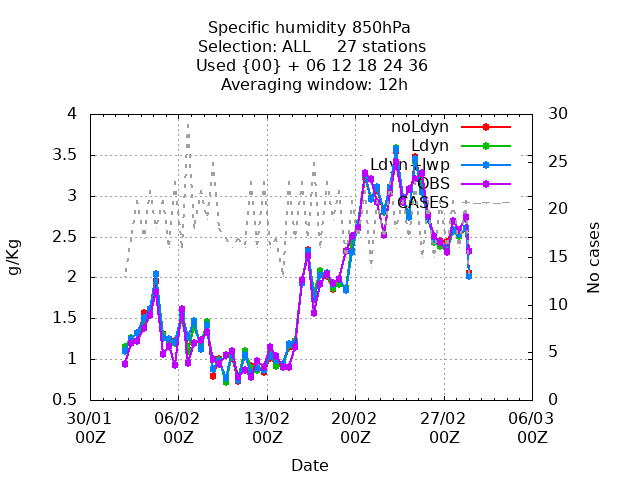 Specific humidity 850hPa
Selection: ALL 27 stations
Used {00} + 06 12 18 24 36
Averaging window: 12h
4
3.5
3
2.5
2
1.5
1
0.5
g/Kg
30
25
20
15
10
5
0
No cases
noLdyn
Ldyn
Ldyn+Jwp
OBS
CASES
30/01 06/02 13/02 20/02 27/02 06/03
00Z 00Z 00Z 00Z 00Z 00Z
Date